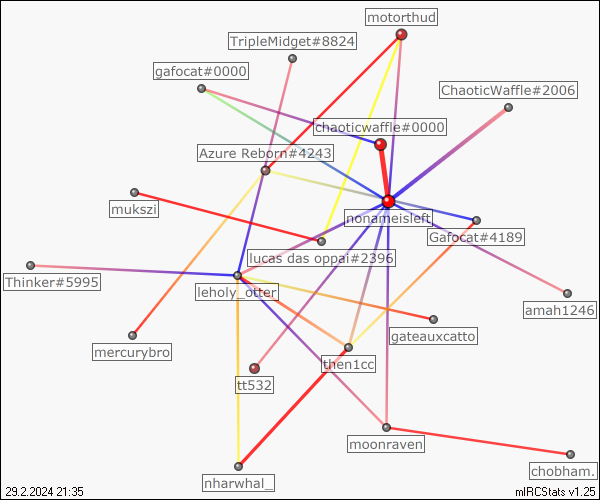 motorthud
TripleMidget#8824
gafocat#0000
ChaoticWaffle#2006
chaoticwaffle#0000
Azure Reborn#4243
mukszi
nonameisleft
Gafocat#4189
lucas das oppai#2396
Thinker#5995
leholy_otter
amah1246
gateauxcatto
mercurybro
then1cc
tt532
moonraven
chobham.
nharwhal_
29.2.2024 21:35
mIRCStats v1.25